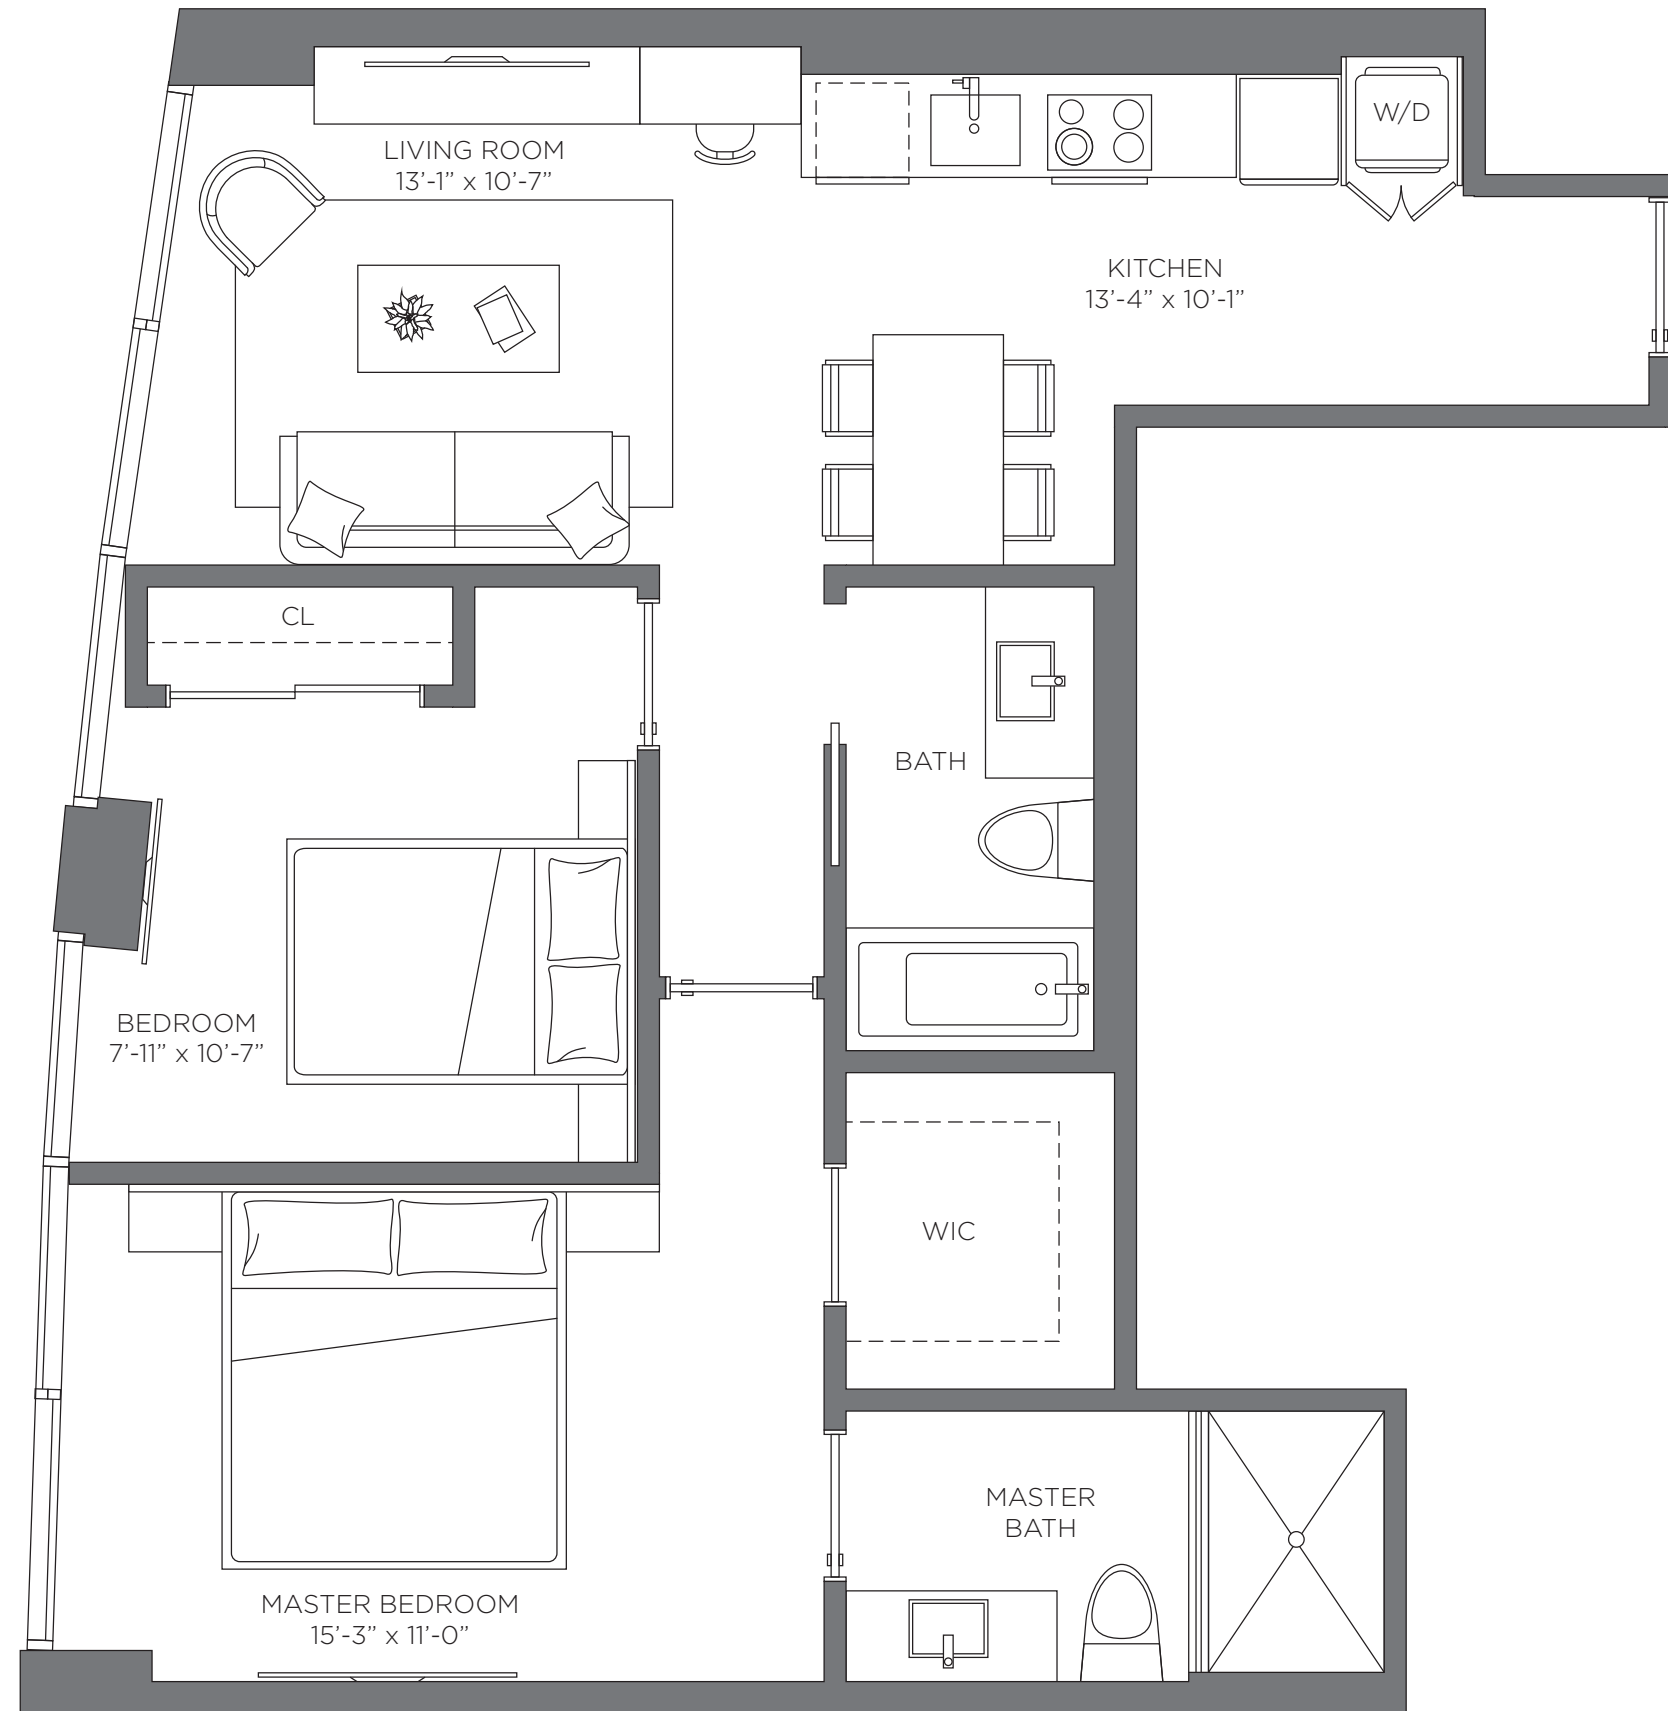 W/D
LIVING ROOM
13’-1” x 10’-7”
KITCHEN
13’-4” x 10’-1”
CL
BATH
BEDROOM
7’-11” x 10’-7”
WIC
MASTER
BATH
MASTER BEDROOM
15’-3” x 11’-0”